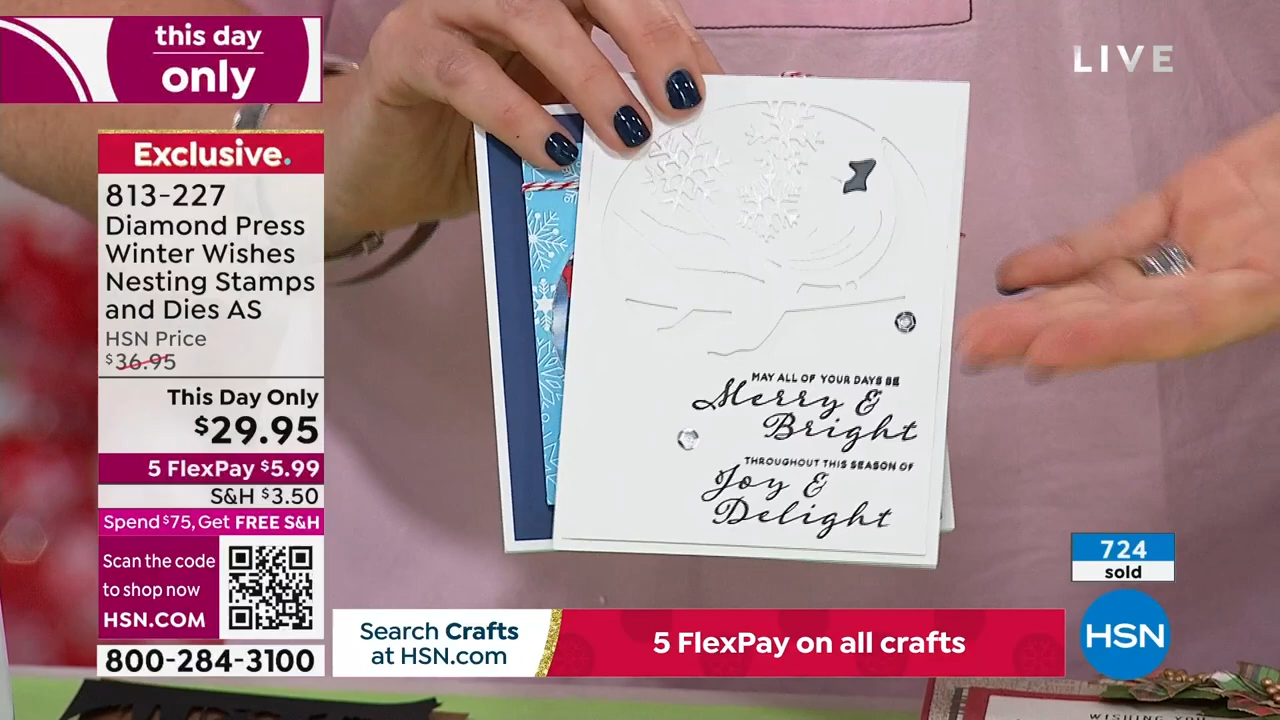 this day
only
Exclusive.
813-227
Diamond Press
Winter Wishes
Nesting Stamps
and Dies AS
HSN Price
$36.95
This Day Only
$29.95
5 FlexPay $5.99
S&H $3.50
Spend $75, Get FREE S&H
Scan the code
to shop now
HSN.COM
800-284-3100
LIVE
MAY ALL OF YOUR DAYS BE
Merry &
Bright
THROUGHOUT THIS SEASON OF
Joy &
Delight
724
sold
HSN
Search Crafts
at HSN.com
5 FlexPay on all crafts
WISHING YOU